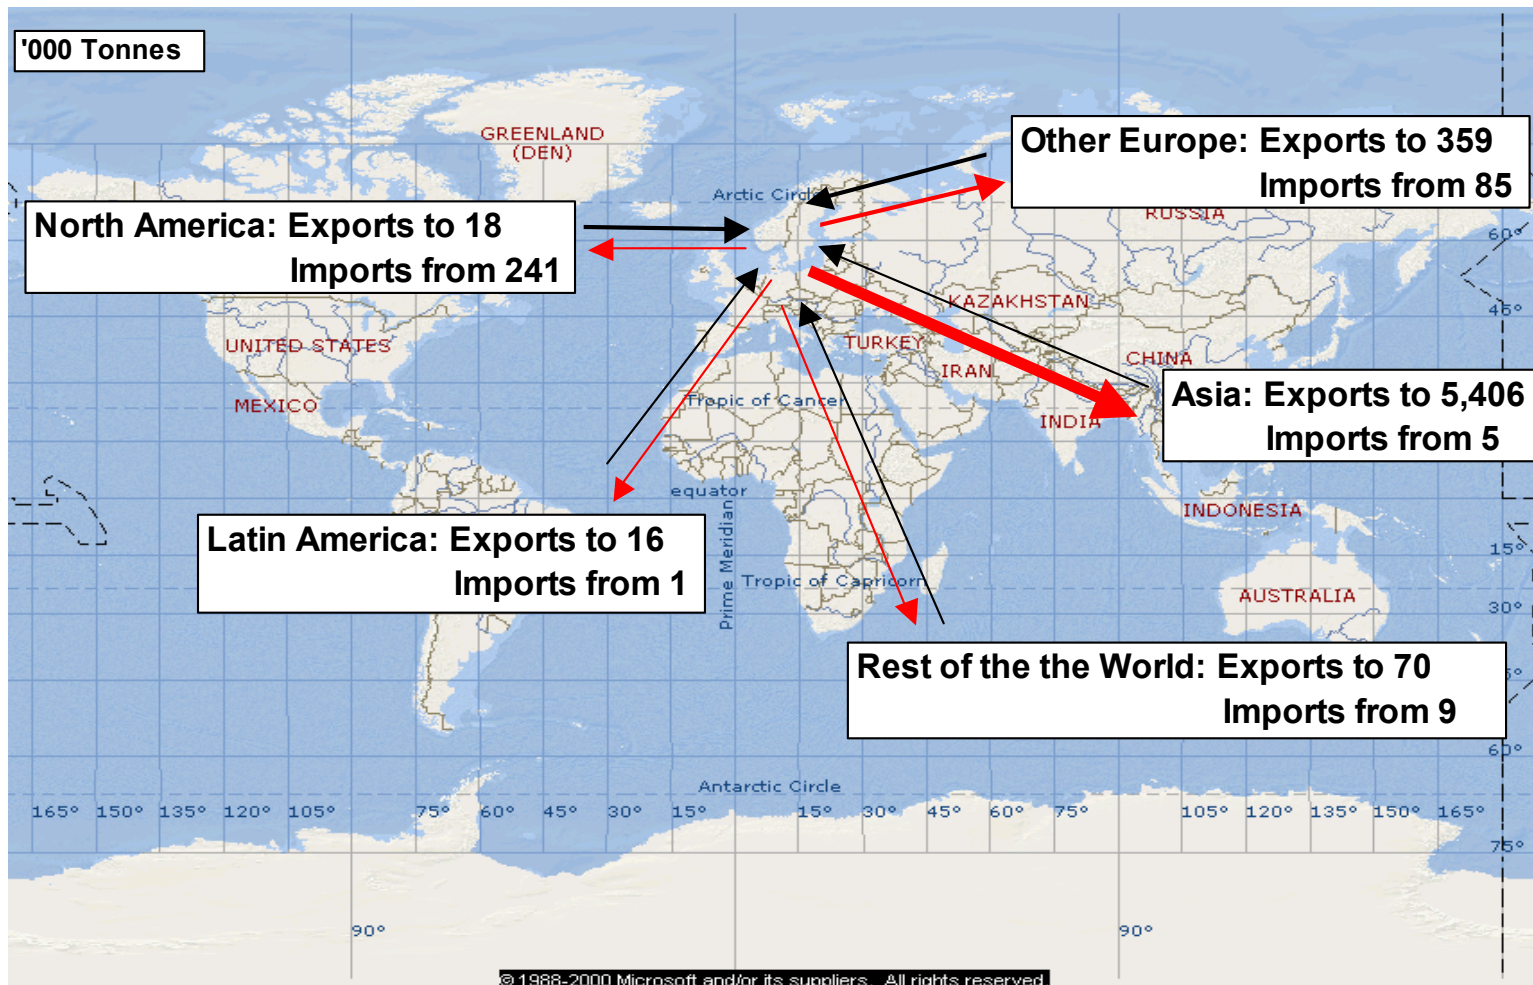 '000 Tonnes
GREENLAND
(DEN)
Other Europe: Exports to 359
Imports from 85
Arctic Circle
RUSSIA
North America: Exports to 18
Imports from 241
60°
KAZAKHSTAN
45°
UNITED STATES
TURKEY
CHINA
IRAN
Asia: Exports to 5,406
Imports from 5
MEXICO
Tropic of Cancer
INDIA
equator
INDONESIA
Latin America: Exports to 16
Imports from 1
Prime Meridian
15°
Tropic of Capricorn
AUSTRALIA
30°
Rest of the the World: Exports to 70
Imports from 9
60°
Antarctic Circle
165° 150° 135° 120° 105° 75° 60° 45° 30° 15° 15° 30° 45° 60° 75° 105° 120° 135° 150° 165°
75°
90° 90°
© 1988-2000 Microsoft and/or its suppliers. All rights reserved.